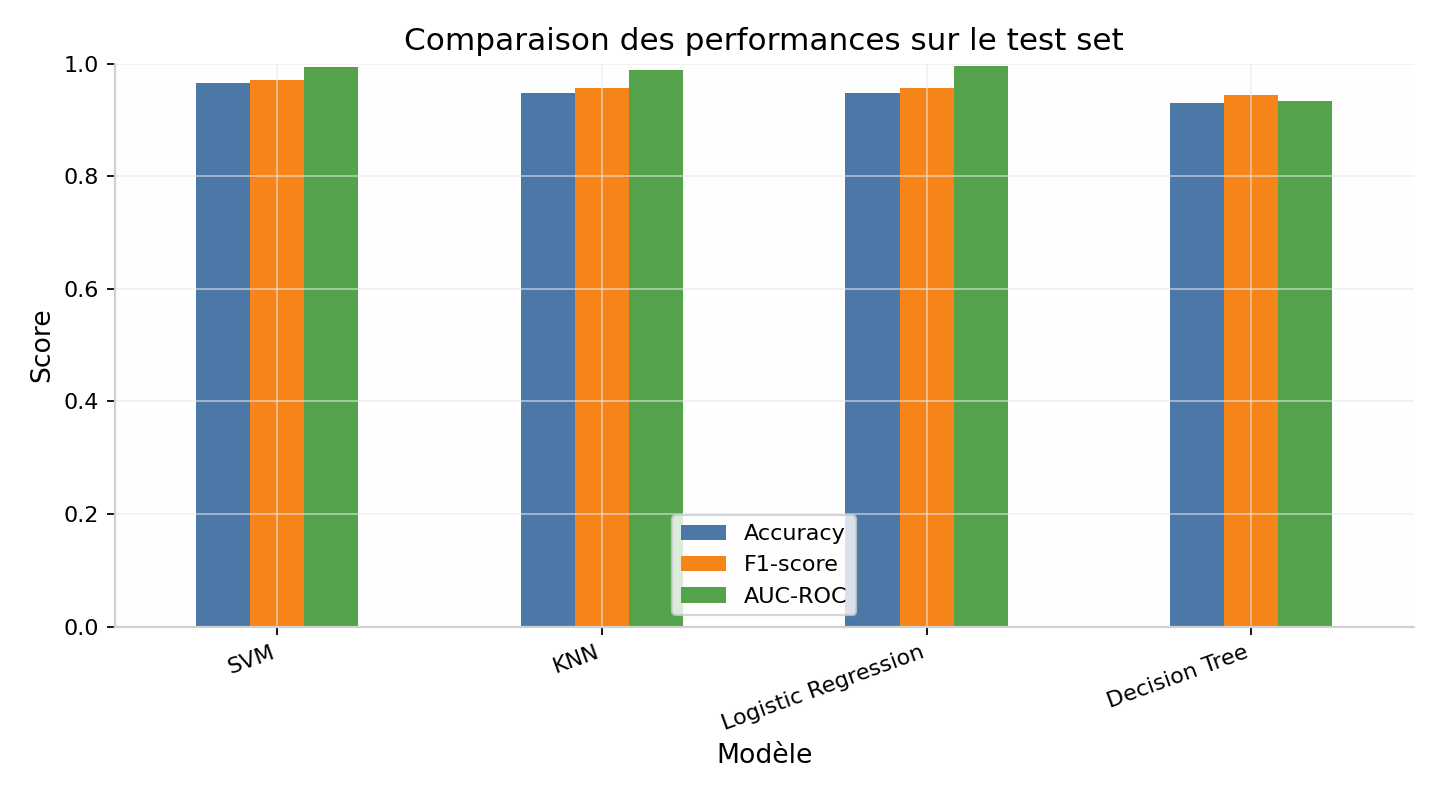 Comparaison des performances sur le test set
1.0
0.8
0.6
0.4
0.2
0.0
Score
Accuracy
F1-score
AUC-ROC
SVM
KNN
Logistic Regression
Decision Tree
Modèle